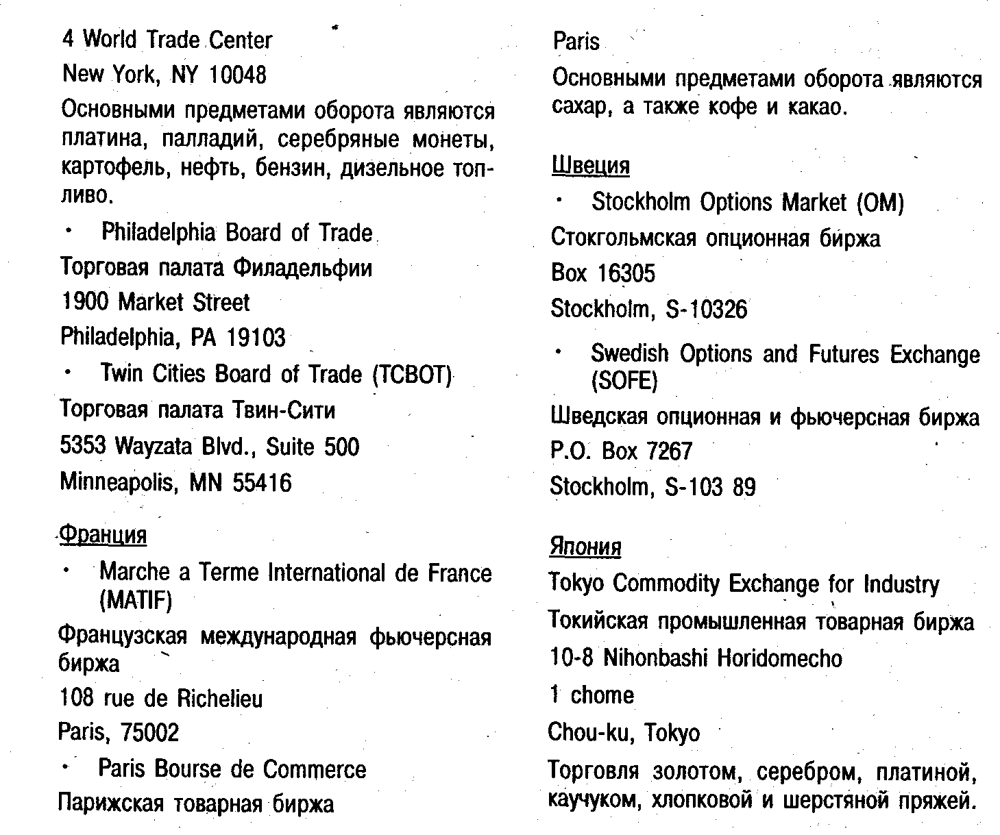 4 World Trade Center
New York, NY 10048
Основными предметами оборота являются
платина, палладий, серебряные монеты,
картофель, нефть, бензин, дизельное топ-
ливо.
· Philadelphia Board of Trade
Торговая палата Филадельфии
1900 Market Street
Philadelphia, PA 19103
· Twin Cities Board of Trade (TCBOT)
Торговая палата Твин-Сити
5353 Wayzata Blvd., Suite 500
Minneapolis, MN 55416
Франция
· Marche a Terme International de France
(MATIF)
Французская международная фьючерсная
биржа
108 rue de Richelieu
Paris, 75002
· Paris Bourse de Commerce
Парижская товарная биржа
Paris
Основными предметами оборота являются
сахар, а также кофе и какао.
Швеция
· Stockholm Options Market (OM)
Стокгольмская опционная биржа
Box 16305
Stockholm, S-10326
· Swedish Options and Futures Exchange
(SOFE)
Шведская опционная и фьючерсная биржа
P.O. Box 7267
Stockholm, S-103 89
Япония
Tokyo Commodity Exchange for Industry
Токийская промышленная товарная биржа
10-8 Nihonbashi Horidomecho
1 chome
Chou-ku, Tokyo
Торговля золотом, серебром, платиной,
каучуком, хлопковой и шерстяной пряжей.